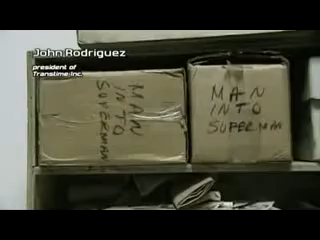 John Rodriguez
president of
Transtime Inc.
MAN
INTO
SUPERMAN
MAN
INTO
SUPERMAN